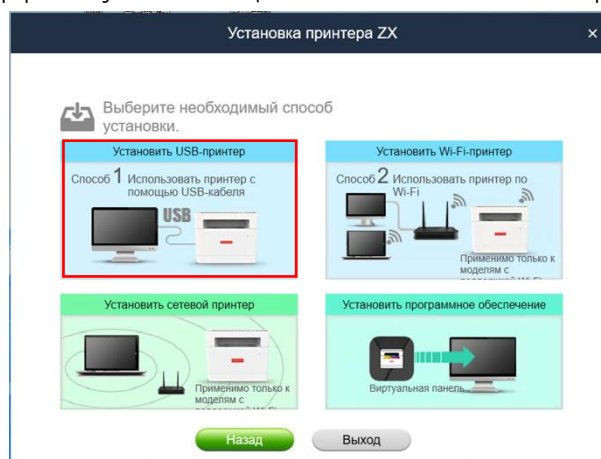 Установка принтера ZX
×
Выберите необходимый способ
установки.
Установить USB-принтер
Способ 1 Использовать принтер с
помощью USB-кабеля
USB
Установить Wi-Fi-принтер
Способ 2 Использовать принтер по
Wi-Fi
Применимо только к
моделям с
Установить сетевой принтер
Применимо только к
моделям с
Установить программное обеспечение
Виртуальная панель
Назад
Выход